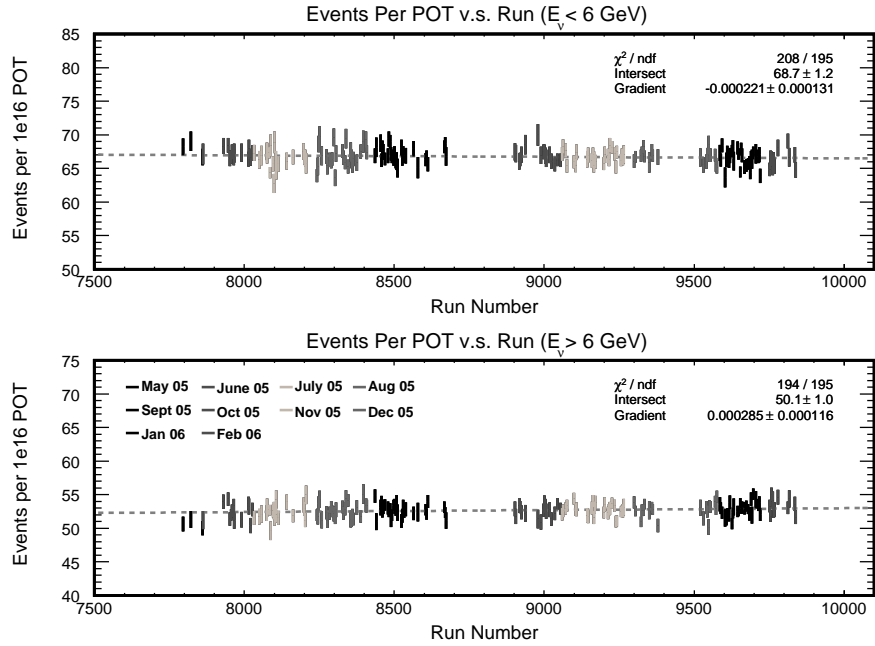 Events Per POT v.s. Run (Eν< 6 GeV)
χ² / ndf 208 / 195
Intersect 68.7 ± 1.2
Gradient -0.000221 ± 0.000131
Events per 1e16 POT
85
80
75
70
65
60
55
50
7500 8000 8500 9000 9500 10000
Run Number
Events Per POT v.s. Run (Eν> 6 GeV)
May 05 June 05 July 05 Aug 05
Sept 05 Oct 05 Nov 05 Dec 05
Jan 06 Feb 06
χ² / ndf 194 / 195
Intersect 50.1 ± 1.0
Gradient 0.000285 ± 0.000116
Events per 1e16 POT
75
70
65
60
55
50
45
40
7500 8000 8500 9000 9500 10000
Run Number